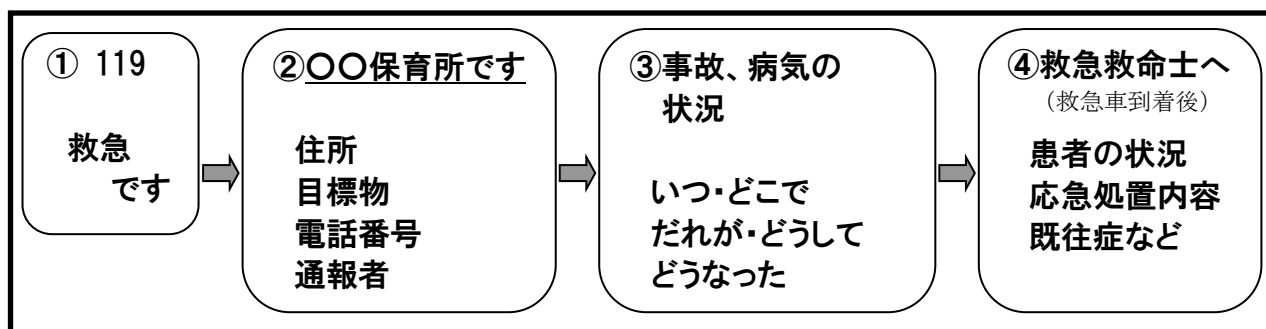 ① 119
救急
です
②〇〇保育所です
住所
目標物
電話番号
通報者
③事故、病気の
状況
いつ・どこで
だれが・どうして
どうなった
④救急救命士へ
（救急車到着後）
患者の状況
応急処置内容
既往症など